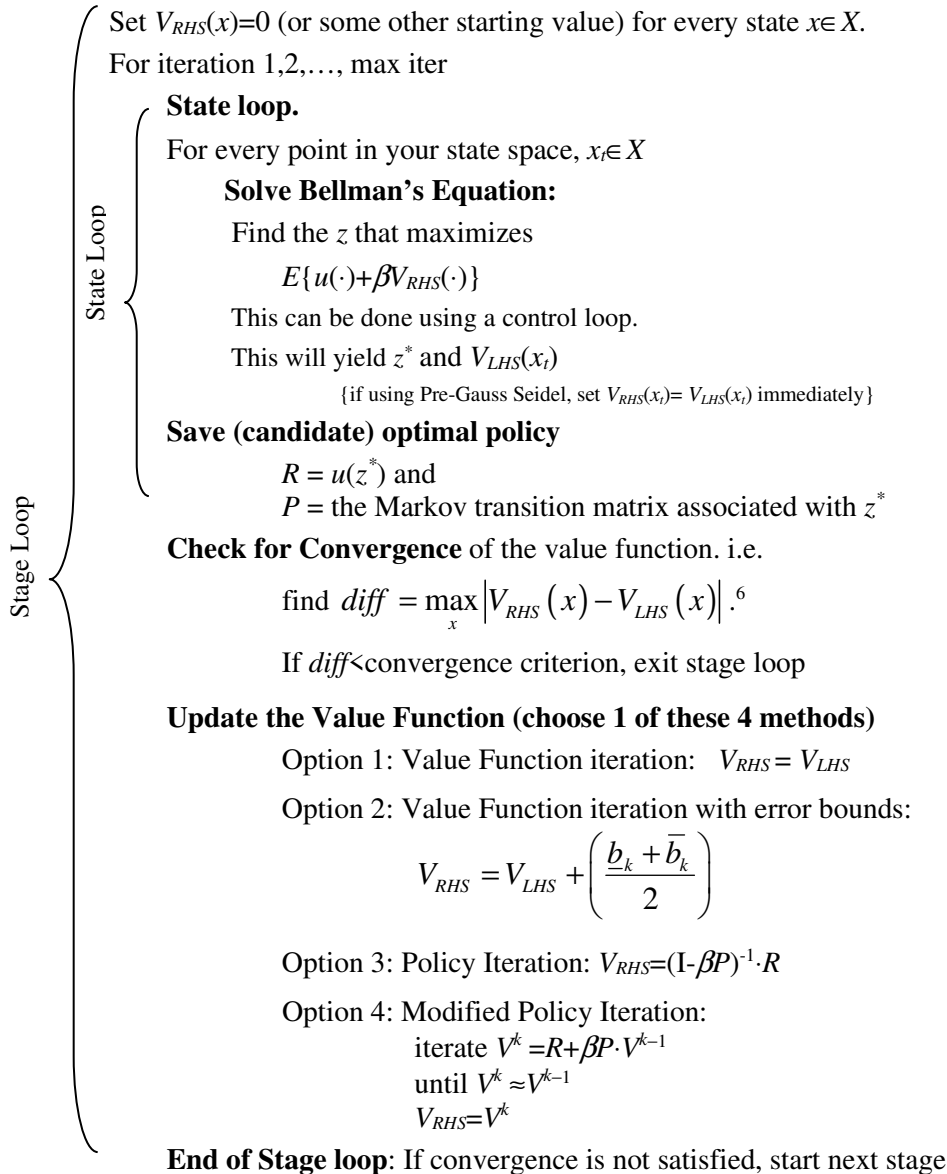 Set V_RHS(x)=0 (or some other starting value) for every state x∈X.
For iteration 1,2,…, max iter
State loop.
For every point in your state space, x_t∈X
Solve Bellman's Equation:
Find the z that maximizes
E{u(·)+βV_RHS(·)}
This can be done using a control loop.
This will yield z* and V_LHS(x_t)
{if using Pre-Gauss Seidel, set V_RHS(x_t)= V_LHS(x_t) immediately}
Save (candidate) optimal policy
R = u(z*) and
P = the Markov transition matrix associated with z*
State Loop
Check for Convergence of the value function. i.e.
find diff = max_x |V_RHS (x) − V_LHS (x)| .⁶
If diff<convergence criterion, exit stage loop
Update the Value Function (choose 1 of these 4 methods)
Option 1: Value Function iteration: V_RHS = V_LHS
Option 2: Value Function iteration with error bounds:
V_RHS = V_LHS + ((b̲_k + b̅_k)/2)
Option 3: Policy Iteration: V_RHS=(I-βP)⁻¹·R
Option 4: Modified Policy Iteration:
iterate Vᵏ =R+βP·Vᵏ⁻¹
until Vᵏ ≈Vᵏ⁻¹
V_RHS=Vᵏ
End of Stage loop: If convergence is not satisfied, start next stage
Stage Loop